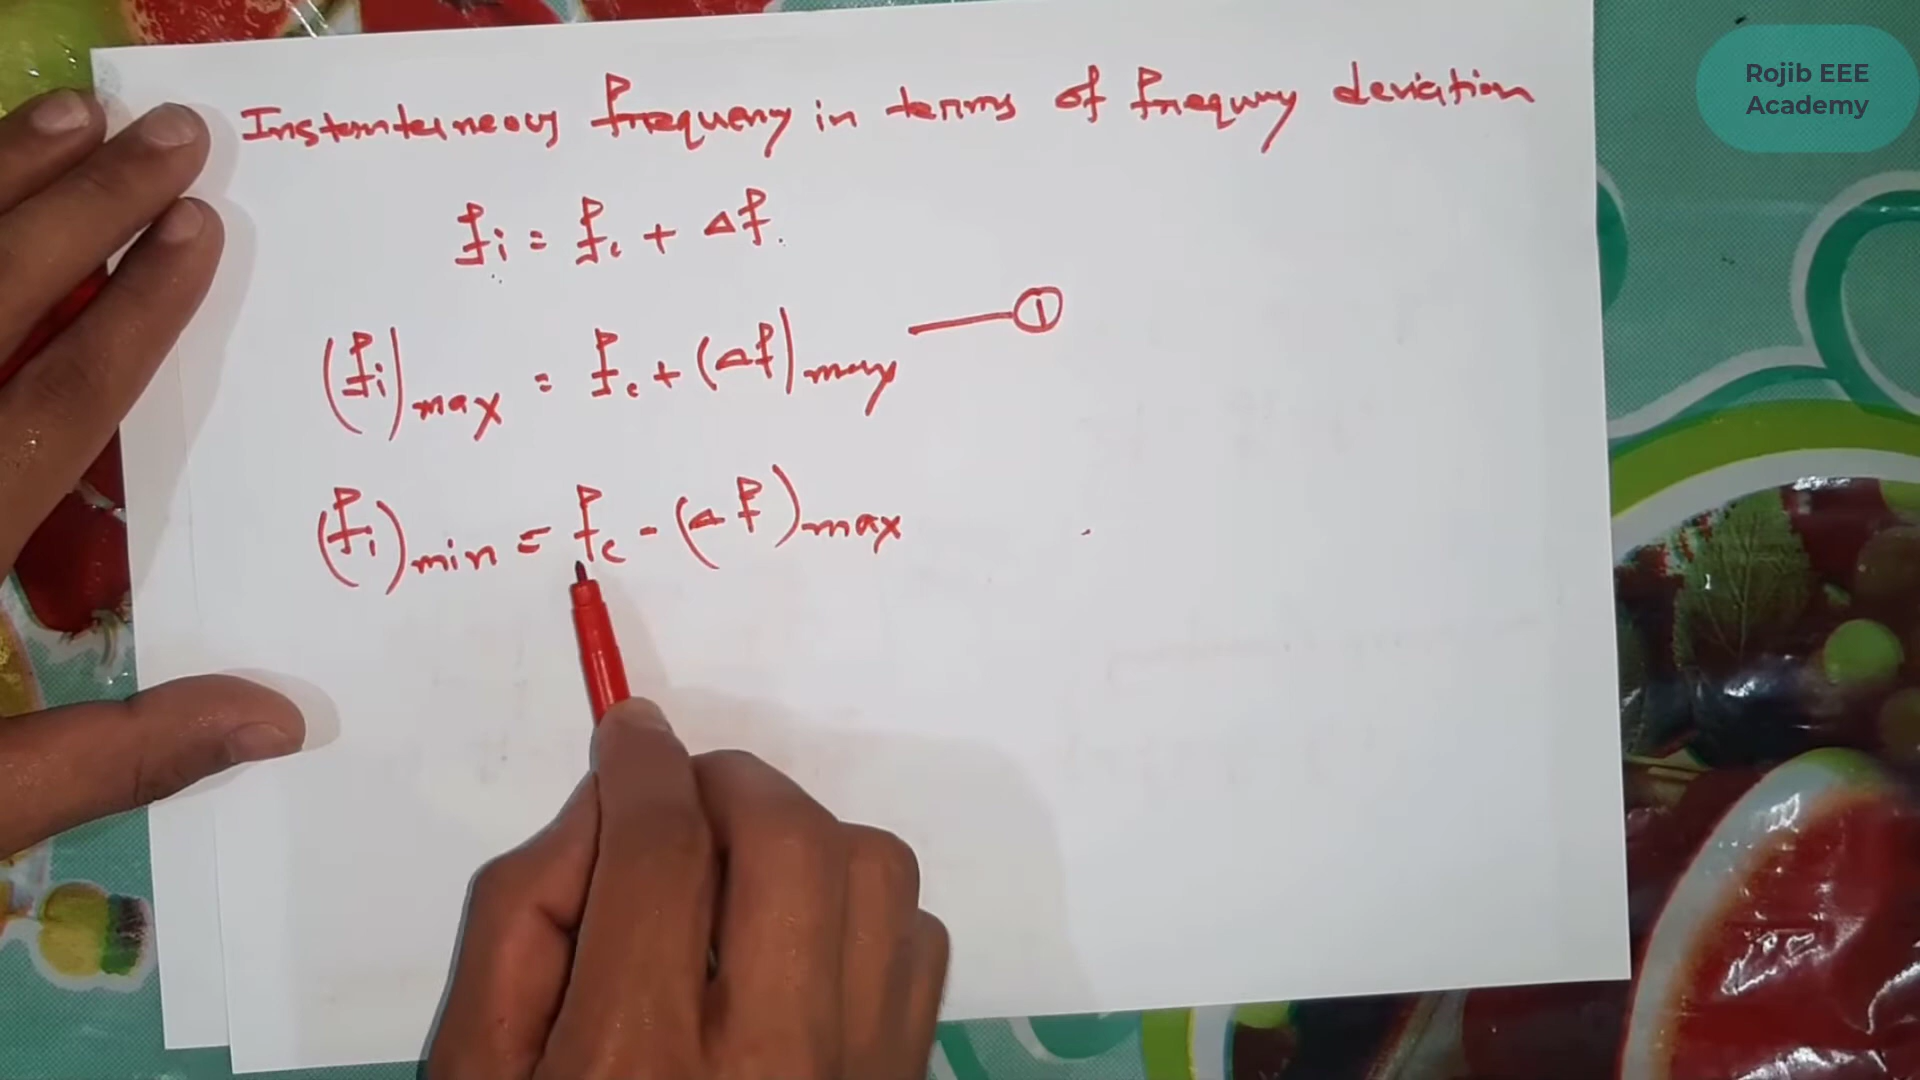 Rojib EEE
Academy
Instanteneous frequency in terms of frequency deviation
fi = fc + Δf.
(fi)max = fc + (Δf)max — ①
(fi)min = fc - (Δf)max